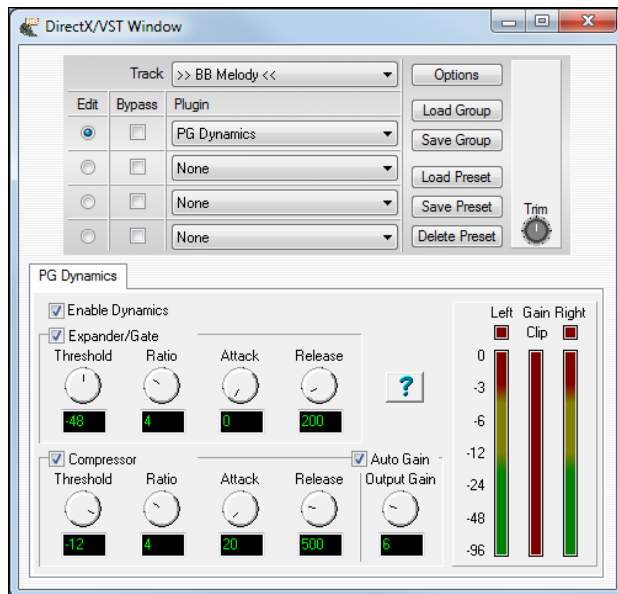 DirectX/VST Window
Track >> BB Melody << Options
Edit Bypass Plugin Load Group
PG Dynamics Save Group
None Load Preset
None Save Preset Trim
None Delete Preset
PG Dynamics
Enable Dynamics Left Gain Right
Expander/Gate Clip
Threshold Ratio Attack Release 0
? -3
-48 4 0 200 -6
Compressor Auto Gain -12
Threshold Ratio Attack Release Output Gain -24
-48
-12 4 20 500 6 -96